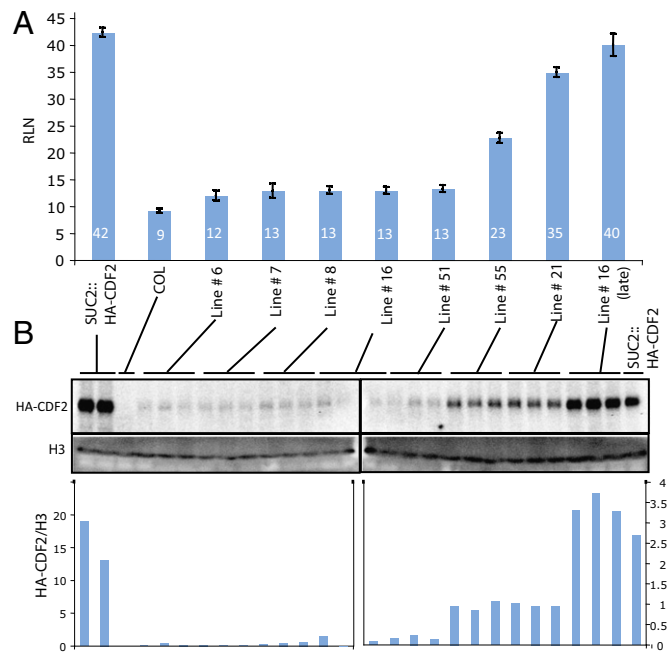 A
45
40
35
30
25
20
15
10
5
0
RLN
42
9
12
13
13
13
13
23
35
40
SUC2::
HA-CDF2
COL
Line # 6
Line # 7
Line # 8
Line # 16
Line # 51
Line # 55
Line # 21
Line # 16
(late)
SUC2::
HA-CDF2
B
HA-CDF2
H3
HA-CDF2/H3
20
15
10
5
0
4
3.5
3
2.5
2
1.5
1
0.5
0